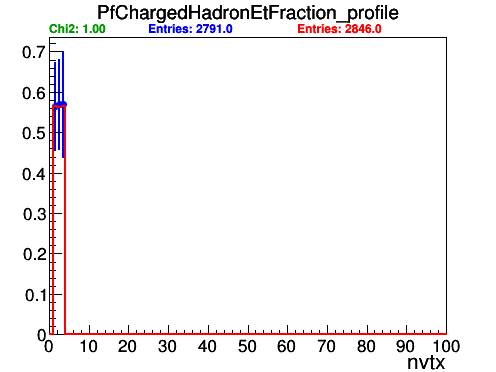 PfChargedHadronEtFraction_profile
Chi2: 1.00 Entries: 2791.0 Entries: 2846.0
0.7
0.6
0.5
0.4
0.3
0.2
0.1
0
0 10 20 30 40 50 60 70 80 90 100
nvtx